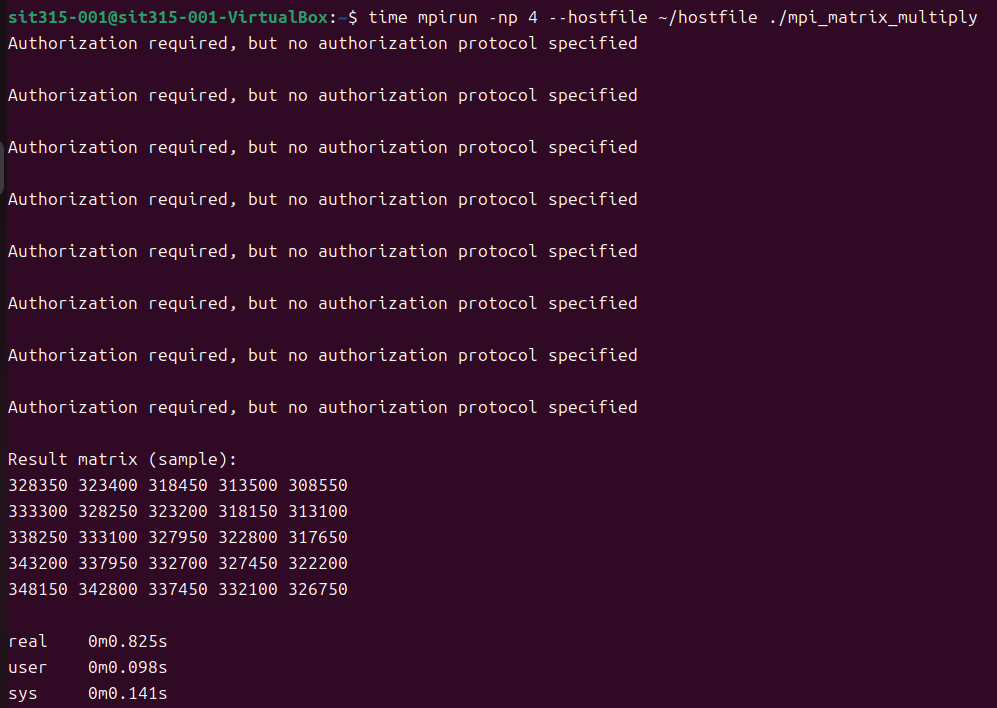 sit315-001@sit315-001-VirtualBox:~$ time mpirun -np 4 --hostfile ~/hostfile ./mpi_matrix_multiply
Authorization required, but no authorization protocol specified
Authorization required, but no authorization protocol specified
Authorization required, but no authorization protocol specified
Authorization required, but no authorization protocol specified
Authorization required, but no authorization protocol specified
Authorization required, but no authorization protocol specified
Authorization required, but no authorization protocol specified
Authorization required, but no authorization protocol specified
Result matrix (sample):
328350 323400 318450 313500 308550
333300 328250 323200 318150 313100
338250 333100 327950 322800 317650
343200 337950 332700 327450 322200
348150 342800 337450 332100 326750
real 0m0.825s
user 0m0.098s
sys 0m0.141s